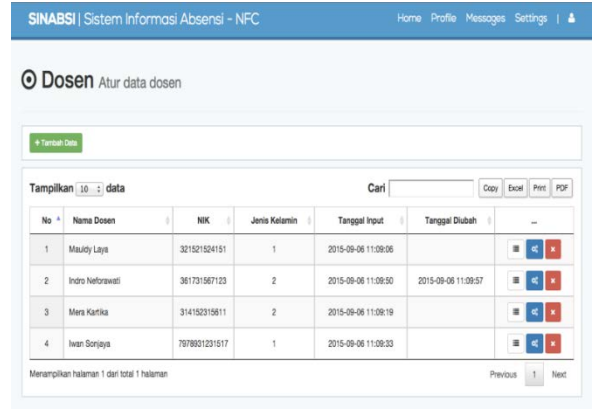 SINABSI | Sistem Informasi Absensi - NFC Home Profile Messages Settings |
Dosen Atur data dosen
+ Tambah Data
Tampilkan 10 data Cari Copy Excel Print PDF
No Nama Dosen NIK Jenis Kelamin Tanggal Input Tanggal Diubah ...
1 Mauldy Laya 321521524151 1 2015-09-06 11:09:06
2 Indro Neforawati 361731567123 2 2015-09-06 11:09:50 2015-09-06 11:09:57
3 Mera Kartika 314152315611 2 2015-09-06 11:09:19
4 Iwan Sonjaya 7978931231517 1 2015-09-06 11:09:33
Menampilkan halaman 1 dari total 1 halaman Previous 1 Next